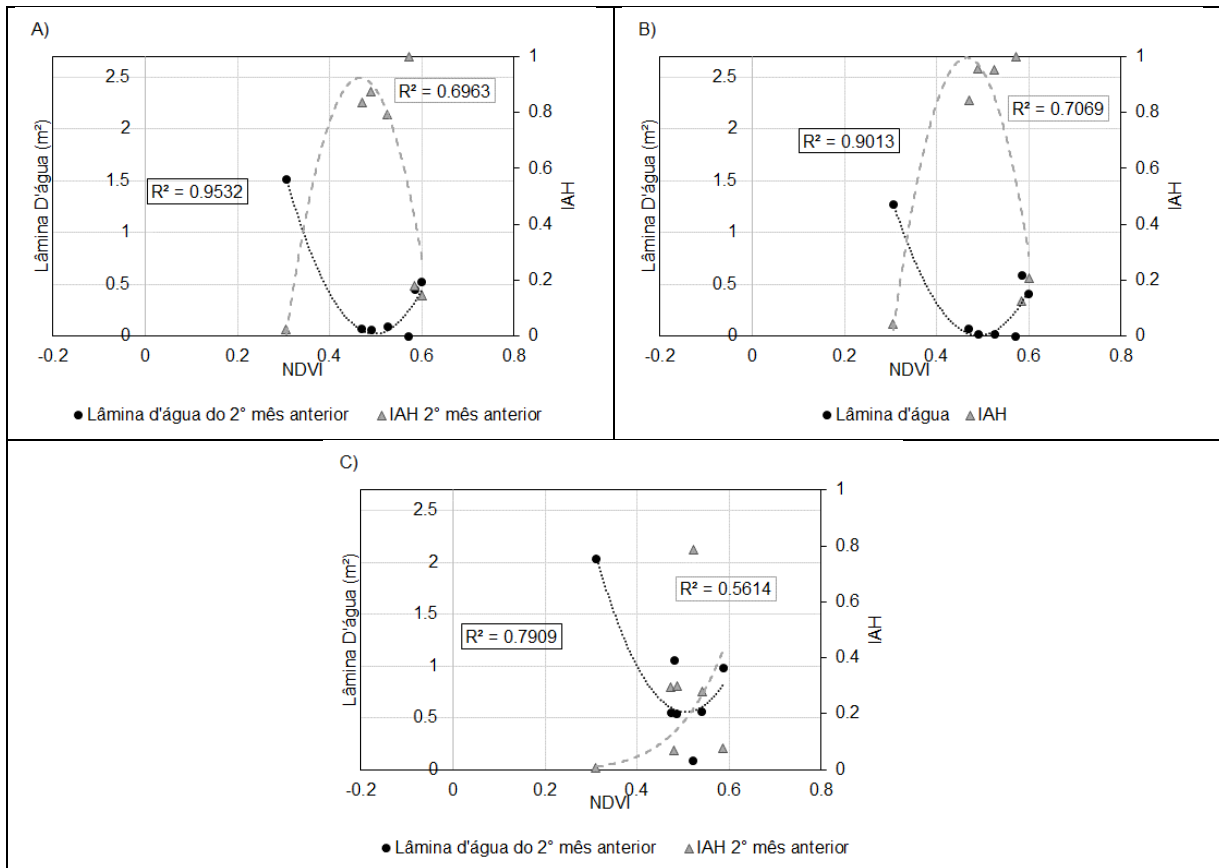 A)
Lâmina D'água (m²)
2.5
2
1.5
1
0.5
0
1
0.8
0.6
0.4
0.2
0
IAH
R² = 0.6963
R² = 0.9532
-0.2 0 0.2 0.4 0.6 0.8
NDVI
Lâmina d'água do 2° mês anterior IAH 2° mês anterior
B)
Lâmina D'água (m²)
2.5
2
1.5
1
0.5
0
1
0.8
0.6
0.4
0.2
0
IAH
R² = 0.7069
R² = 0.9013
-0.2 0 0.2 0.4 0.6 0.8
NDVI
Lâmina d'água IAH
C)
Lâmina D'água (m²)
2.5
2
1.5
1
0.5
0
1
0.8
0.6
0.4
0.2
0
IAH
R² = 0.5614
R² = 0.7909
-0.2 0 0.2 0.4 0.6 0.8
NDVI
Lâmina d'água do 2° mês anterior IAH 2° mês anterior